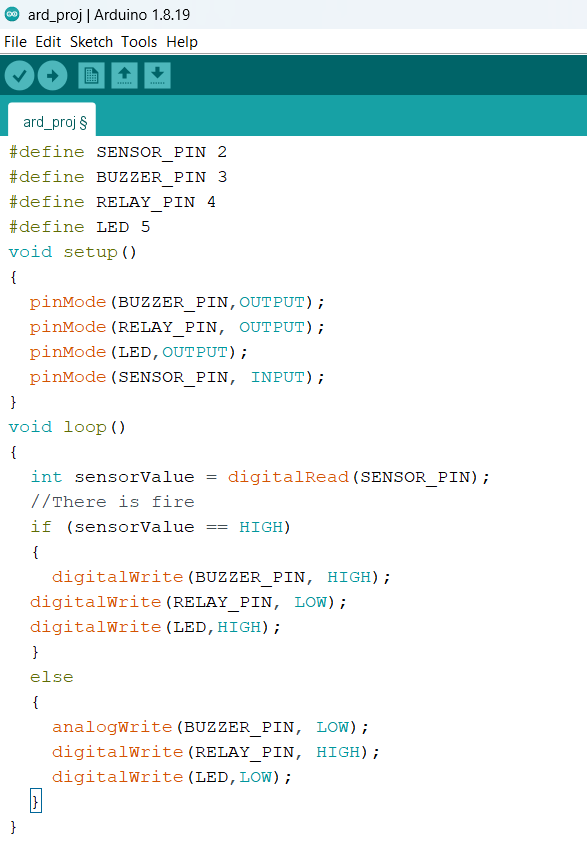 ard_proj | Arduino 1.8.19
File Edit Sketch Tools Help
ard_proj §
#define SENSOR_PIN 2
#define BUZZER_PIN 3
#define RELAY_PIN 4
#define LED 5
void setup()
{
  pinMode(BUZZER_PIN,OUTPUT);
  pinMode(RELAY_PIN, OUTPUT);
  pinMode(LED,OUTPUT);
  pinMode(SENSOR_PIN, INPUT);
}
void loop()
{
  int sensorValue = digitalRead(SENSOR_PIN);
  //There is fire
  if (sensorValue == HIGH)
  {
    digitalWrite(BUZZER_PIN, HIGH);
  digitalWrite(RELAY_PIN, LOW);
  digitalWrite(LED,HIGH);
  }
  else
  {
    analogWrite(BUZZER_PIN, LOW);
    digitalWrite(RELAY_PIN, HIGH);
    digitalWrite(LED,LOW);
  }
}